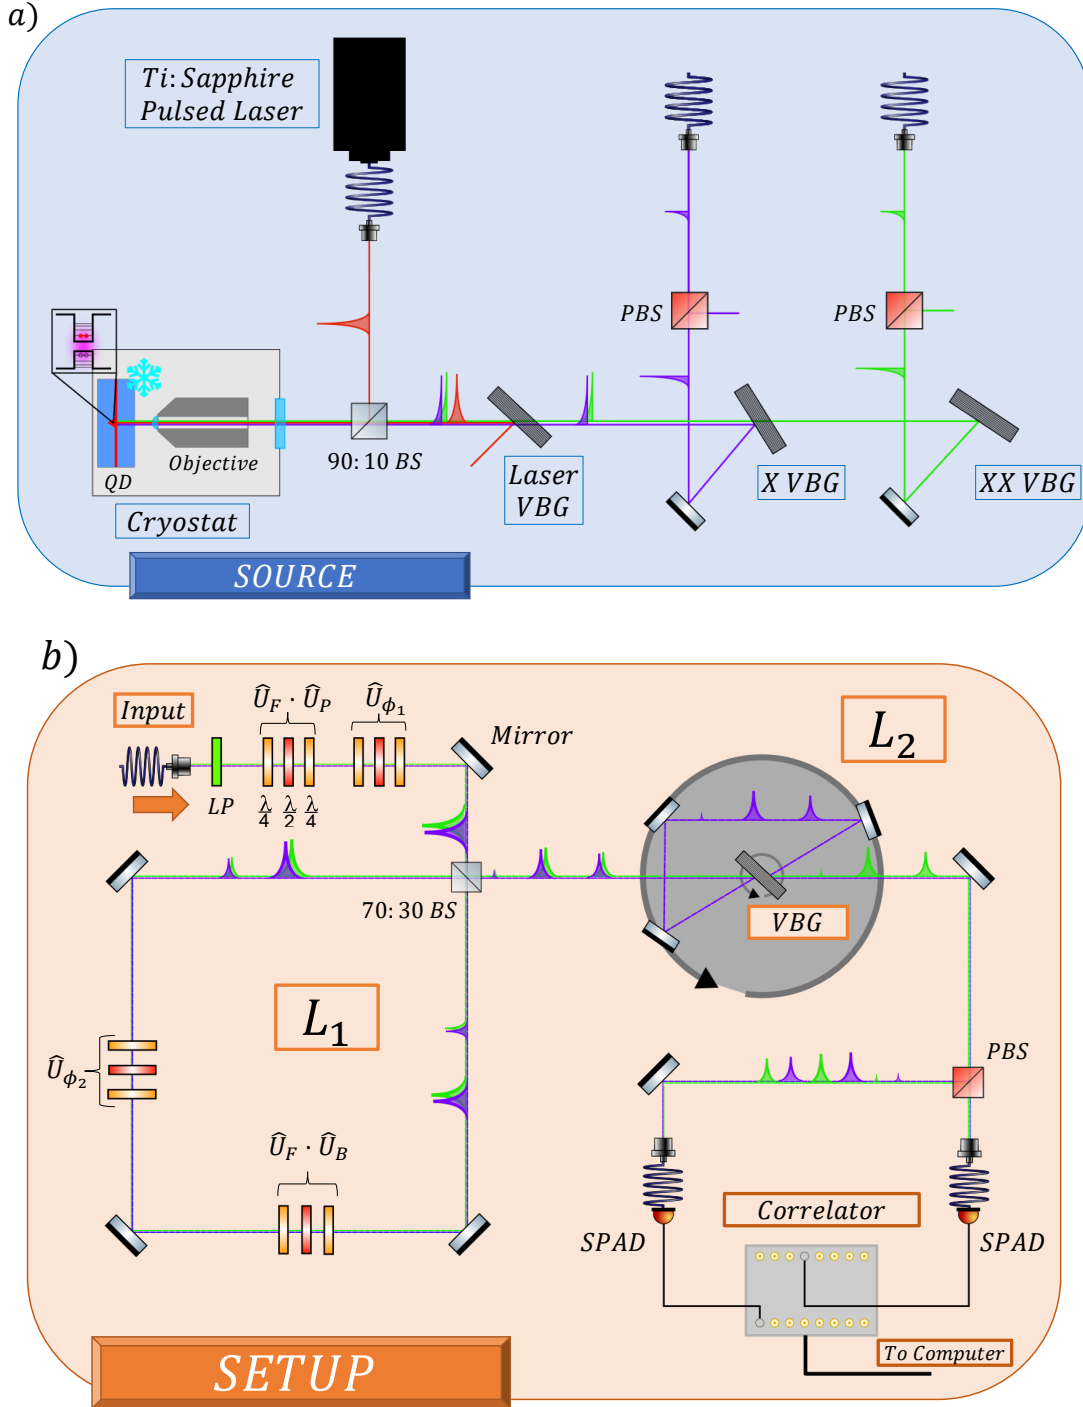 a)
Ti: Sapphire
Pulsed Laser
PBS
PBS
QD
Objective
90: 10 BS
Laser
VBG
X VBG
XX VBG
Cryostat
SOURCE
b)
Input
Û_F · Û_P
Û_ϕ₁
Mirror
L₂
LP
λ/4 λ/2 λ/4
70: 30 BS
VBG
L₁
Û_ϕ₂
PBS
Û_F · Û_B
Correlator
SPAD
SPAD
To Computer
SETUP